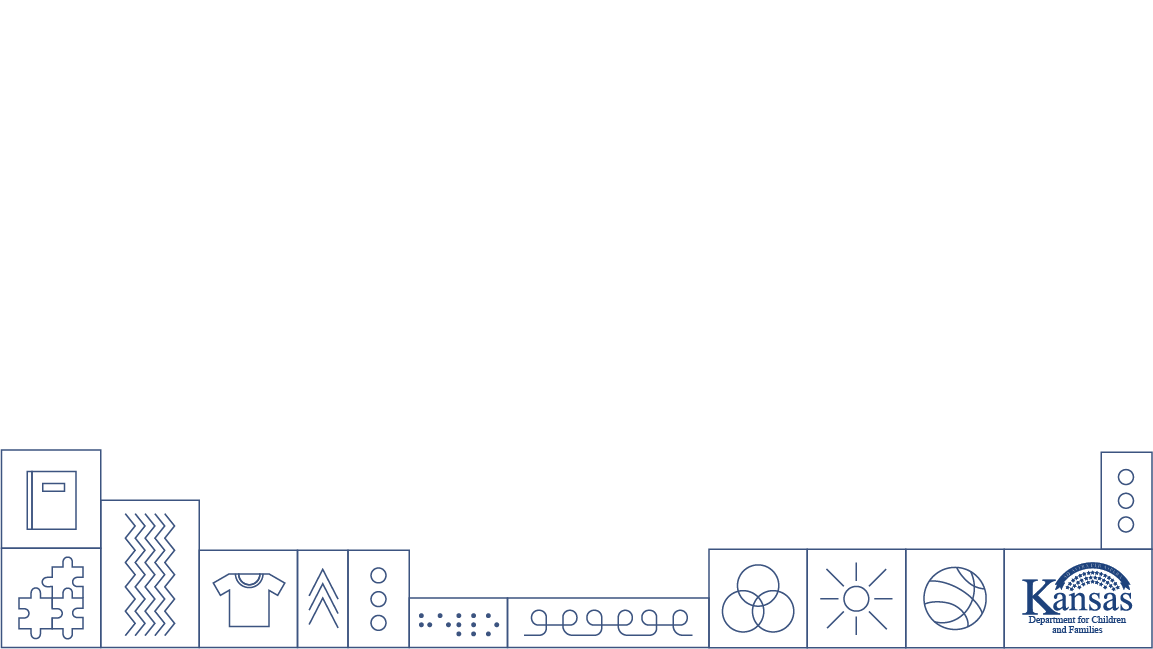 Kansas
Department for Children
and Families